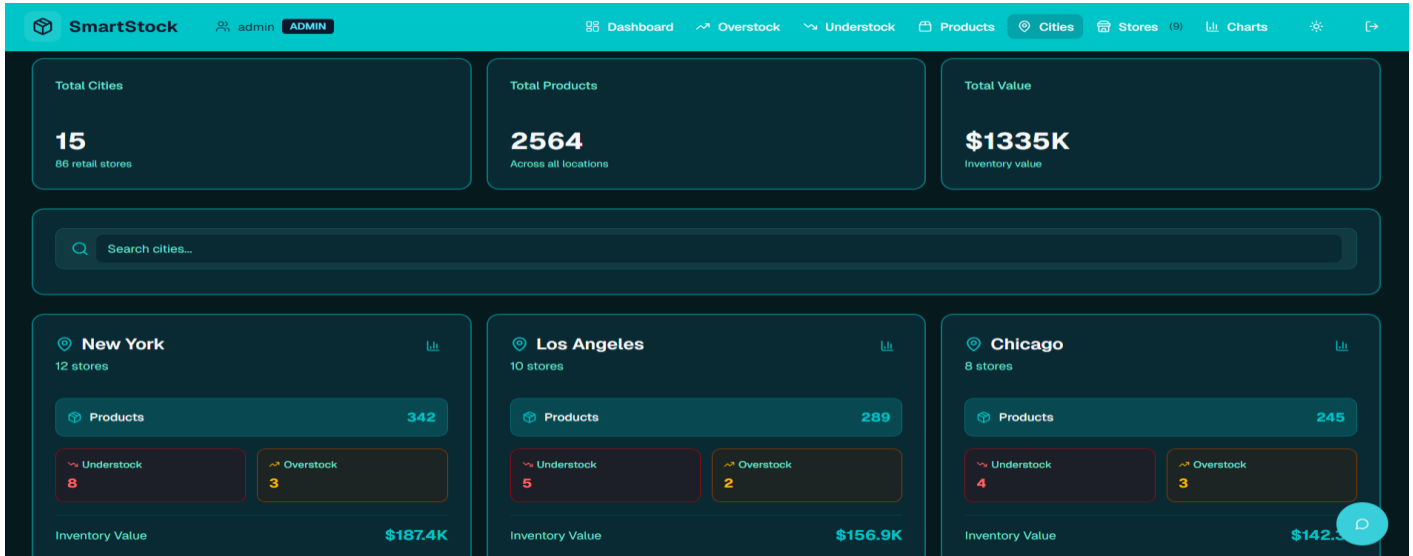 SmartStock admin ADMIN Dashboard Overstock Understock Products Cities Stores (9) Charts
Total Cities
15
86 retail stores
Total Products
2564
Across all locations
Total Value
$1335K
Inventory value
Search cities...
New York
12 stores
Products 342
Understock
8
Overstock
3
Inventory Value $187.4K
Los Angeles
10 stores
Products 289
Understock
5
Overstock
2
Inventory Value $156.9K
Chicago
8 stores
Products 245
Understock
4
Overstock
3
Inventory Value